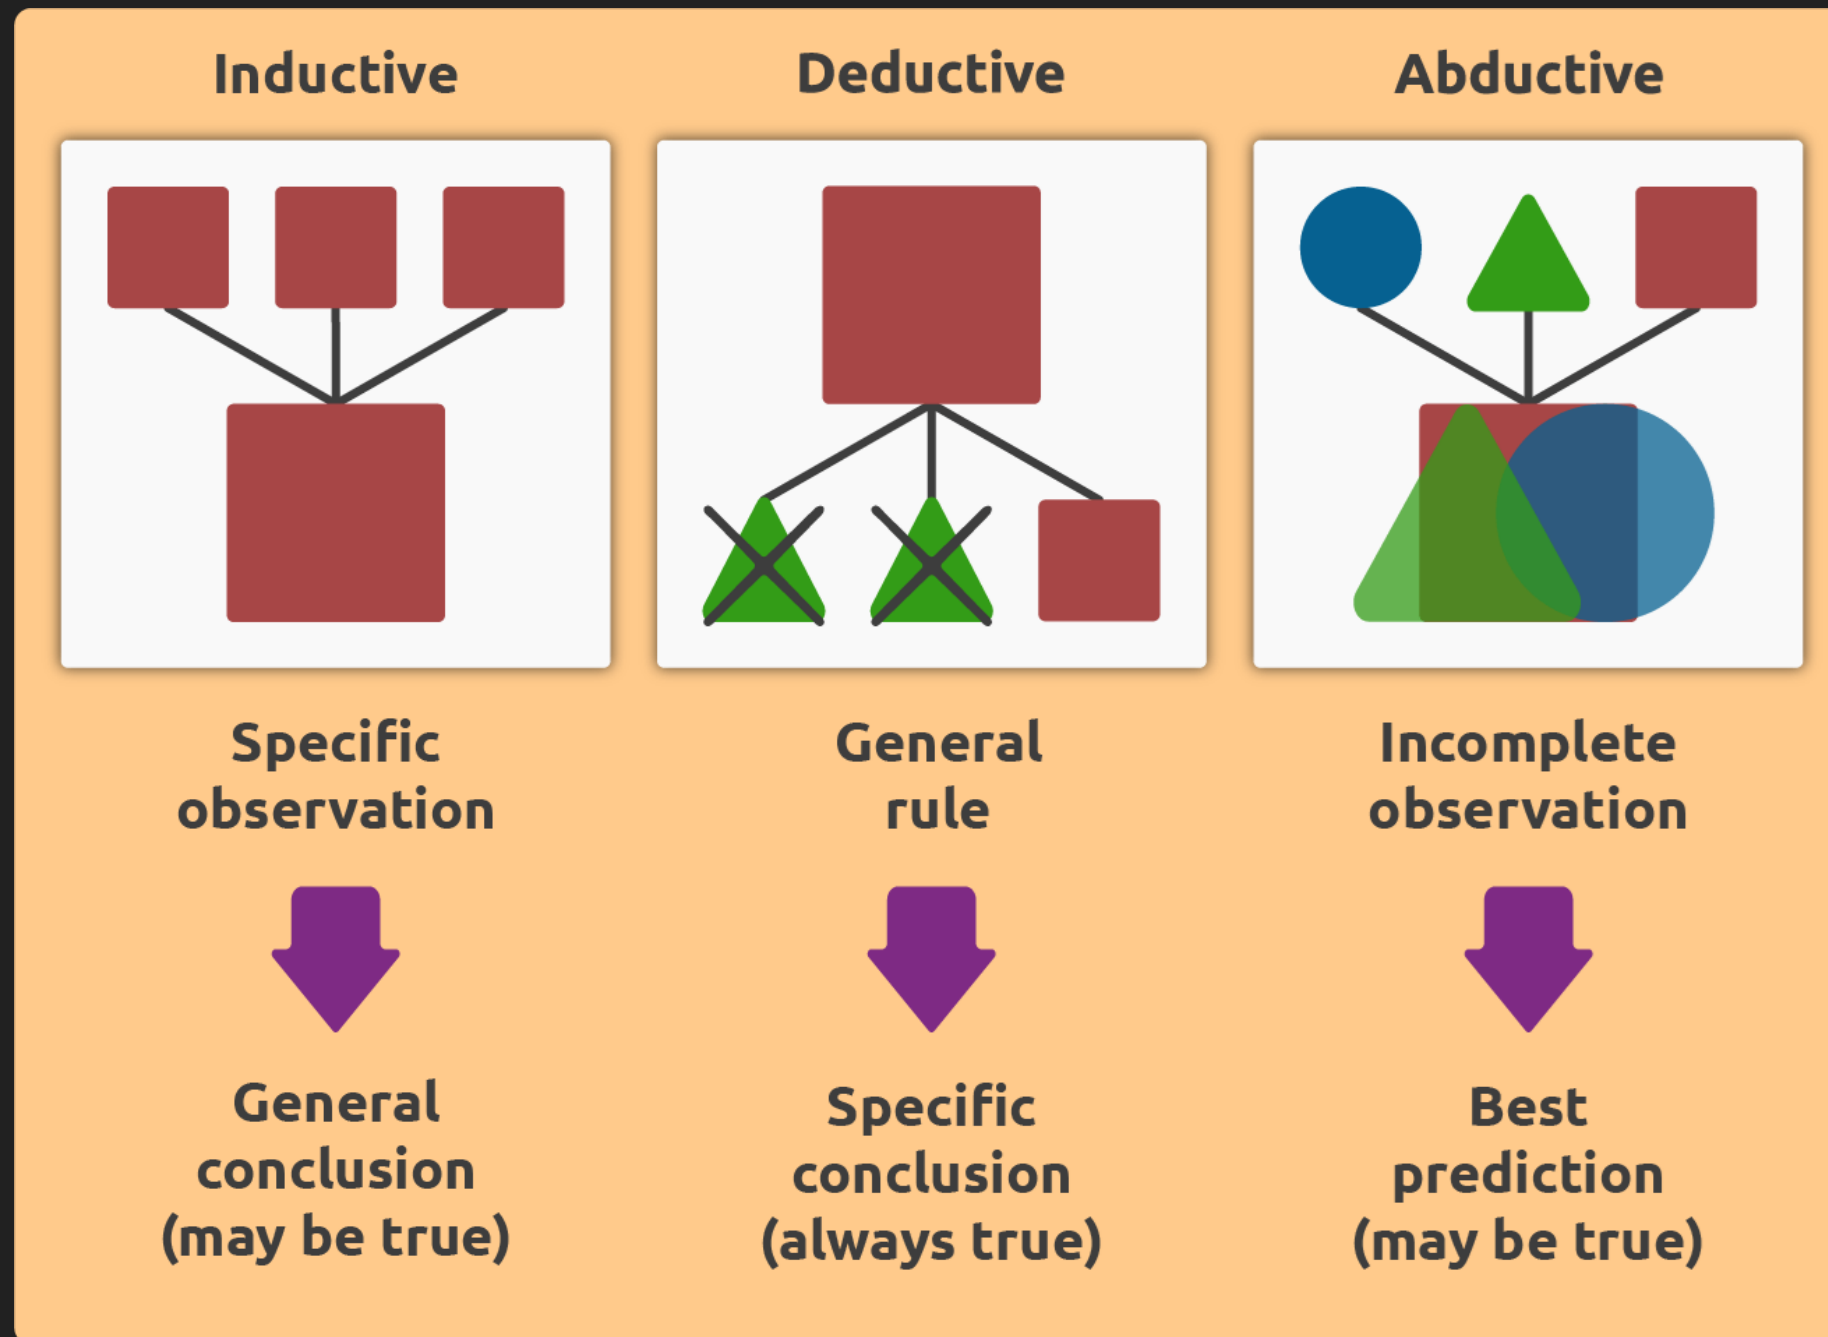 Inductive
Deductive
Abductive
Specific
observation
General
conclusion
(may be true)
General
rule
Specific
conclusion
(always true)
Incomplete
observation
Best
prediction
(may be true)